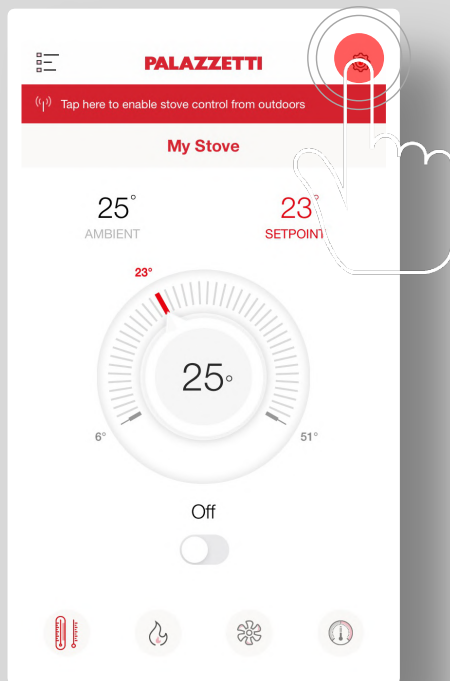 PALAZZETTI
Tap here to enable stove control from outdoors
My Stove
25° 23°
AMBIENT SETPOINT
23°
25°
6° 51°
Off